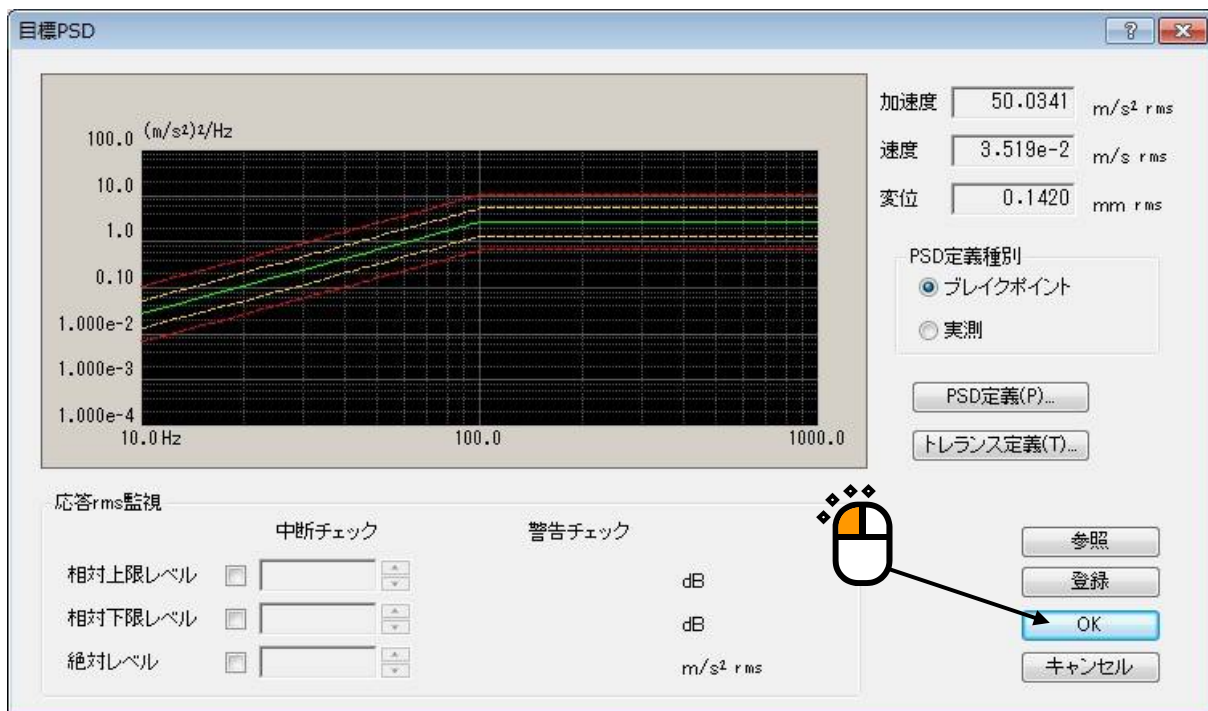 目標PSD
(m/s²)²/Hz
100.0
10.0
1.0
0.10
1.000e-2
1.000e-3
1.000e-4
10.0 Hz 100.0 1000.0
加速度 50.0341 m/s² rms
速度 3.519e-2 m/s rms
変位 0.1420 mm rms
PSD定義種別
ブレイクポイント
実測
PSD定義(P)...
トレランス定義(T)...
応答rms監視
中断チェック 警告チェック
相対上限レベル dB
相対下限レベル dB
絶対レベル m/s² rms
参照
登録
OK
キャンセル